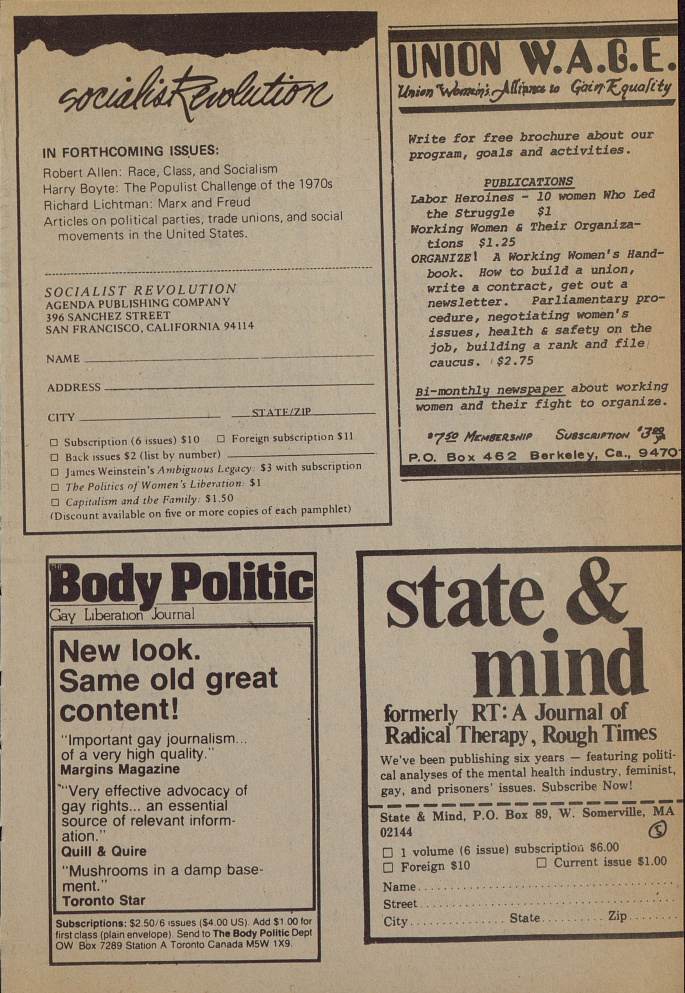 socialist Revolution
IN FORTHCOMING ISSUES:
Robert Allen: Race, Class, and Socialism
Harry Boyte: The Populist Challenge of the 1970s
Richard Lichtman: Marx and Freud
Articles on political parties, trade unions, and social
movements in the United States.
SOCIALIST REVOLUTION
AGENDA PUBLISHING COMPANY
396 SANCHEZ STREET
SAN FRANCISCO, CALIFORNIA 94114
NAME
ADDRESS
CITY STATE/ZIP
□ Subscription (6 issues) $10 □ Foreign subscription $11
□ Back issues $2 (list by number)
□ James Weinstein's Ambiguous Legacy: $3 with subscription
□ The Politics of Women's Liberation: $1
□ Capitalism and the Family: $1.50
(Discount available on five or more copies of each pamphlet)
UNION W.A.G.E.
Union Women's Alliance to Gain Equality
Write for free brochure about our
program, goals and activities.
PUBLICATIONS
Labor Heroines - 10 women Who Led
the Struggle $1
Working Women & Their Organiza-
tions $1.25
ORGANIZE! A Working Women's Hand-
book. How to build a union,
write a contract, get out a
newsletter. Parliamentary pro-
cedure, negotiating women's
issues, health & safety on the
job, building a rank and file
caucus. $2.75
Bi-monthly newspaper about working
women and their fight to organize.
$7.50 MEMBERSHIP SUBSCRIPTION $3.00
P.O. Box 462 Berkeley, Ca., 9470
THE Body Politic
Gay Liberation Journal
New look.
Same old great
content!
"Important gay journalism...
of a very high quality."
Margins Magazine
"Very effective advocacy of
gay rights... an essential
source of relevant inform-
ation."
Quill & Quire
"Mushrooms in a damp base-
ment."
Toronto Star
Subscriptions: $2.50/6 issues ($4.00 US). Add $1.00 for
first class (plain envelope). Send to The Body Politic Dept
OW Box 7289 Station A Toronto Canada M5W 1X9.
state &
mind
formerly RT: A Journal of
Radical Therapy, Rough Times
We've been publishing six years — featuring politi-
cal analyses of the mental health industry, feminist,
gay, and prisoners' issues. Subscribe Now!
State & Mind, P.O. Box 89, W. Somerville, MA
02144 5
□ 1 volume (6 issue) subscription $6.00
□ Foreign $10 □ Current issue $1.00
Name
Street
City State Zip